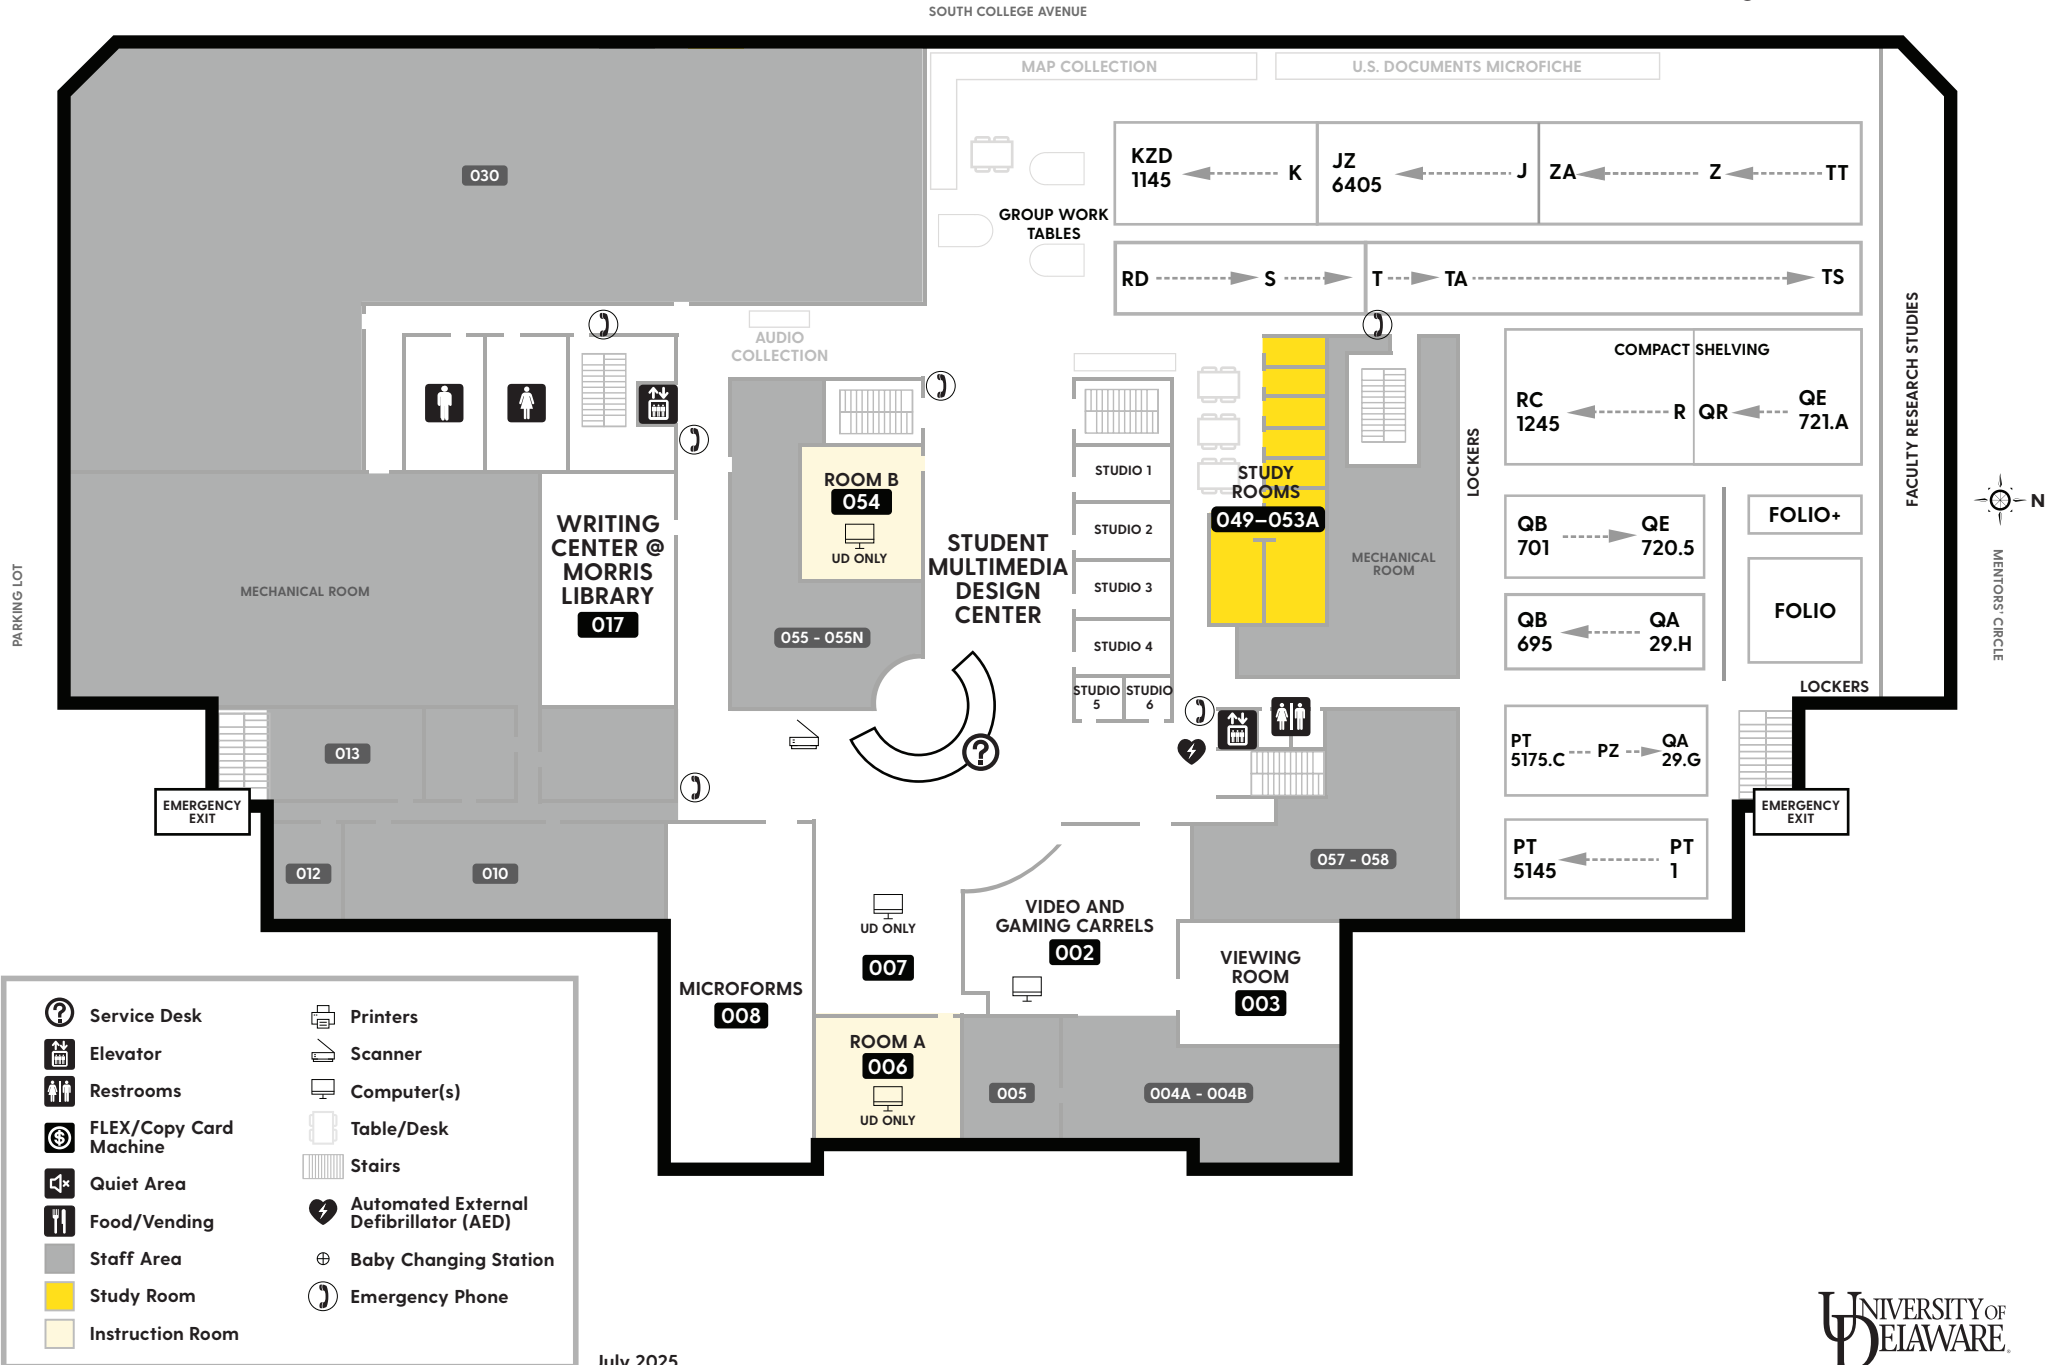 SOUTH COLLEGE AVENUE
MAP COLLECTION
U.S. DOCUMENTS MICROFICHE
KZD
1145
K
JZ
6405
J
ZA
Z
TT
030
GROUP WORK
TABLES
RD
S
T
TA
TS
AUDIO
COLLECTION
COMPACT SHELVING
RC
1245
R
QR
QE
721.A
FACULTY RESEARCH STUDIES
LOCKERS
ROOM B
054
UD ONLY
STUDIO 1
STUDIO 2
STUDIO 3
STUDIO 4
STUDIO
5
STUDIO
6
STUDY
ROOMS
049–053A
MECHANICAL
ROOM
WRITING
CENTER @
MORRIS
LIBRARY
017
STUDENT
MULTIMEDIA
DESIGN
CENTER
QB
701
QE
720.5
FOLIO+
N
MECHANICAL ROOM
PARKING LOT
MENTORS' CIRCLE
055 - 055N
QB
695
QA
29.H
FOLIO
LOCKERS
013
PT
5175.C
PZ
QA
29.G
EMERGENCY
EXIT
EMERGENCY
EXIT
012
010
057 - 058
PT
5145
PT
1
UD ONLY
007
VIDEO AND
GAMING CARRELS
002
VIEWING
ROOM
003
MICROFORMS
008
ROOM A
006
UD ONLY
005
004A - 004B
Service Desk
Elevator
Restrooms
FLEX/Copy Card
Machine
Quiet Area
Food/Vending
Staff Area
Study Room
Instruction Room
Printers
Scanner
Computer(s)
Table/Desk
Stairs
Automated External
Defibrillator (AED)
Baby Changing Station
Emergency Phone
July 2025
UNIVERSITY OF
DELAWARE